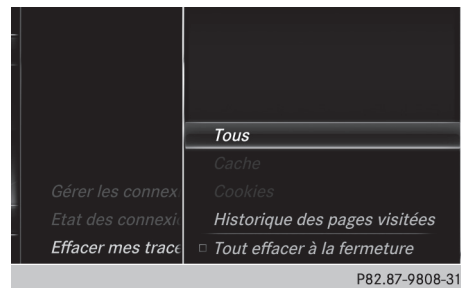 Tous
Cache
Gérer les connex
Cookies
Etat des connexi
Historique des pages visitées
Effacer mes trace
Tout effacer à la fermeture
P82.87-9808-31